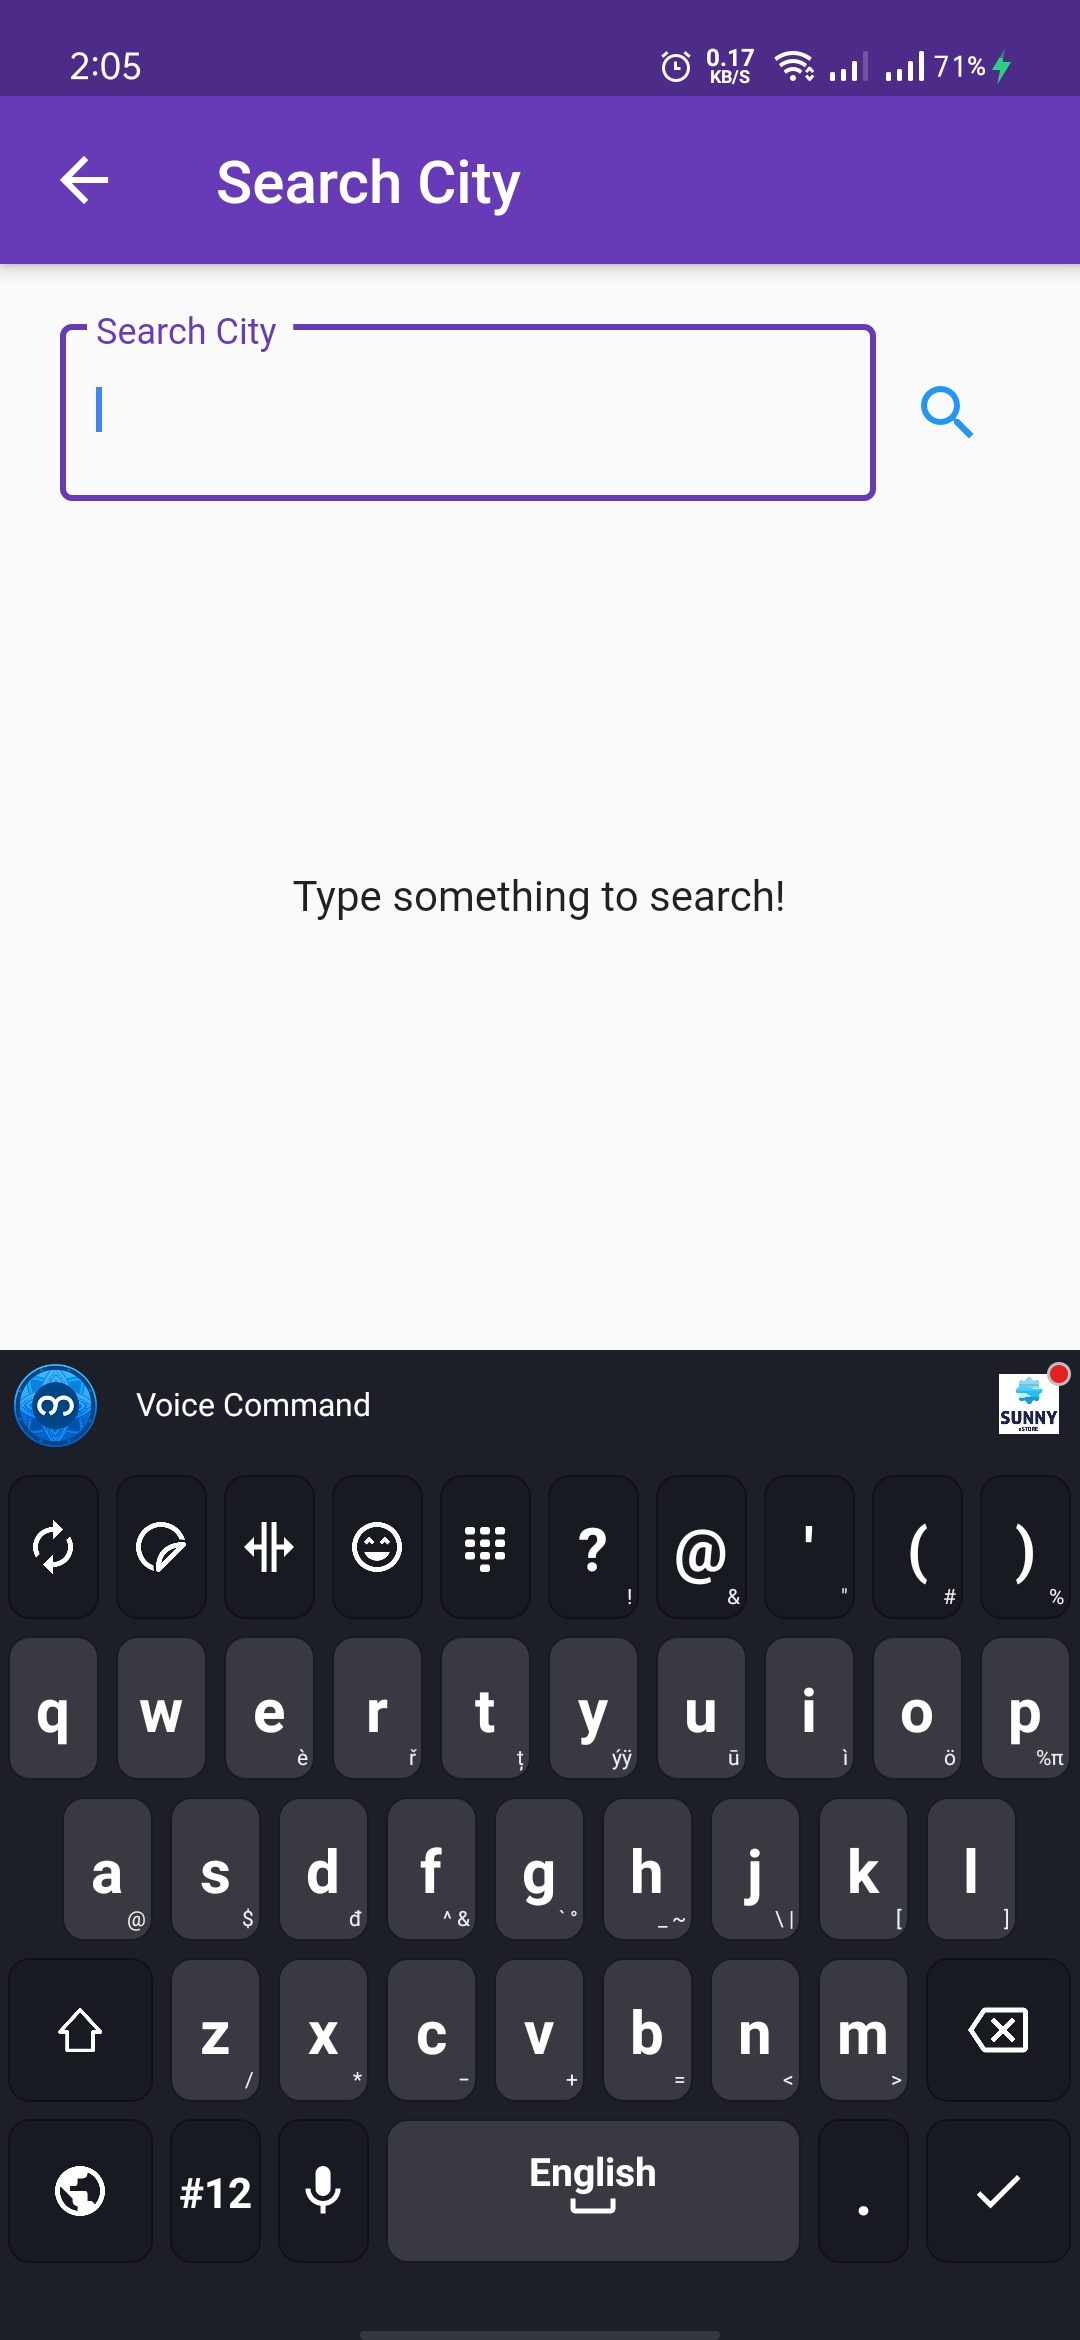 2:05 0.17 KB/S 71%
Search City
Search City
Type something to search!
Voice Command
SUNNY
eSTORE
? ! @ & ' " ( # ) %
q w e è r ř t ț y ýÿ u ū i ì o ö p %π
a @ s $ d đ f ^ & g ` ° h _ ~ j \ | k [ l ]
z / x * c − v + b = n < m >
#12 English .